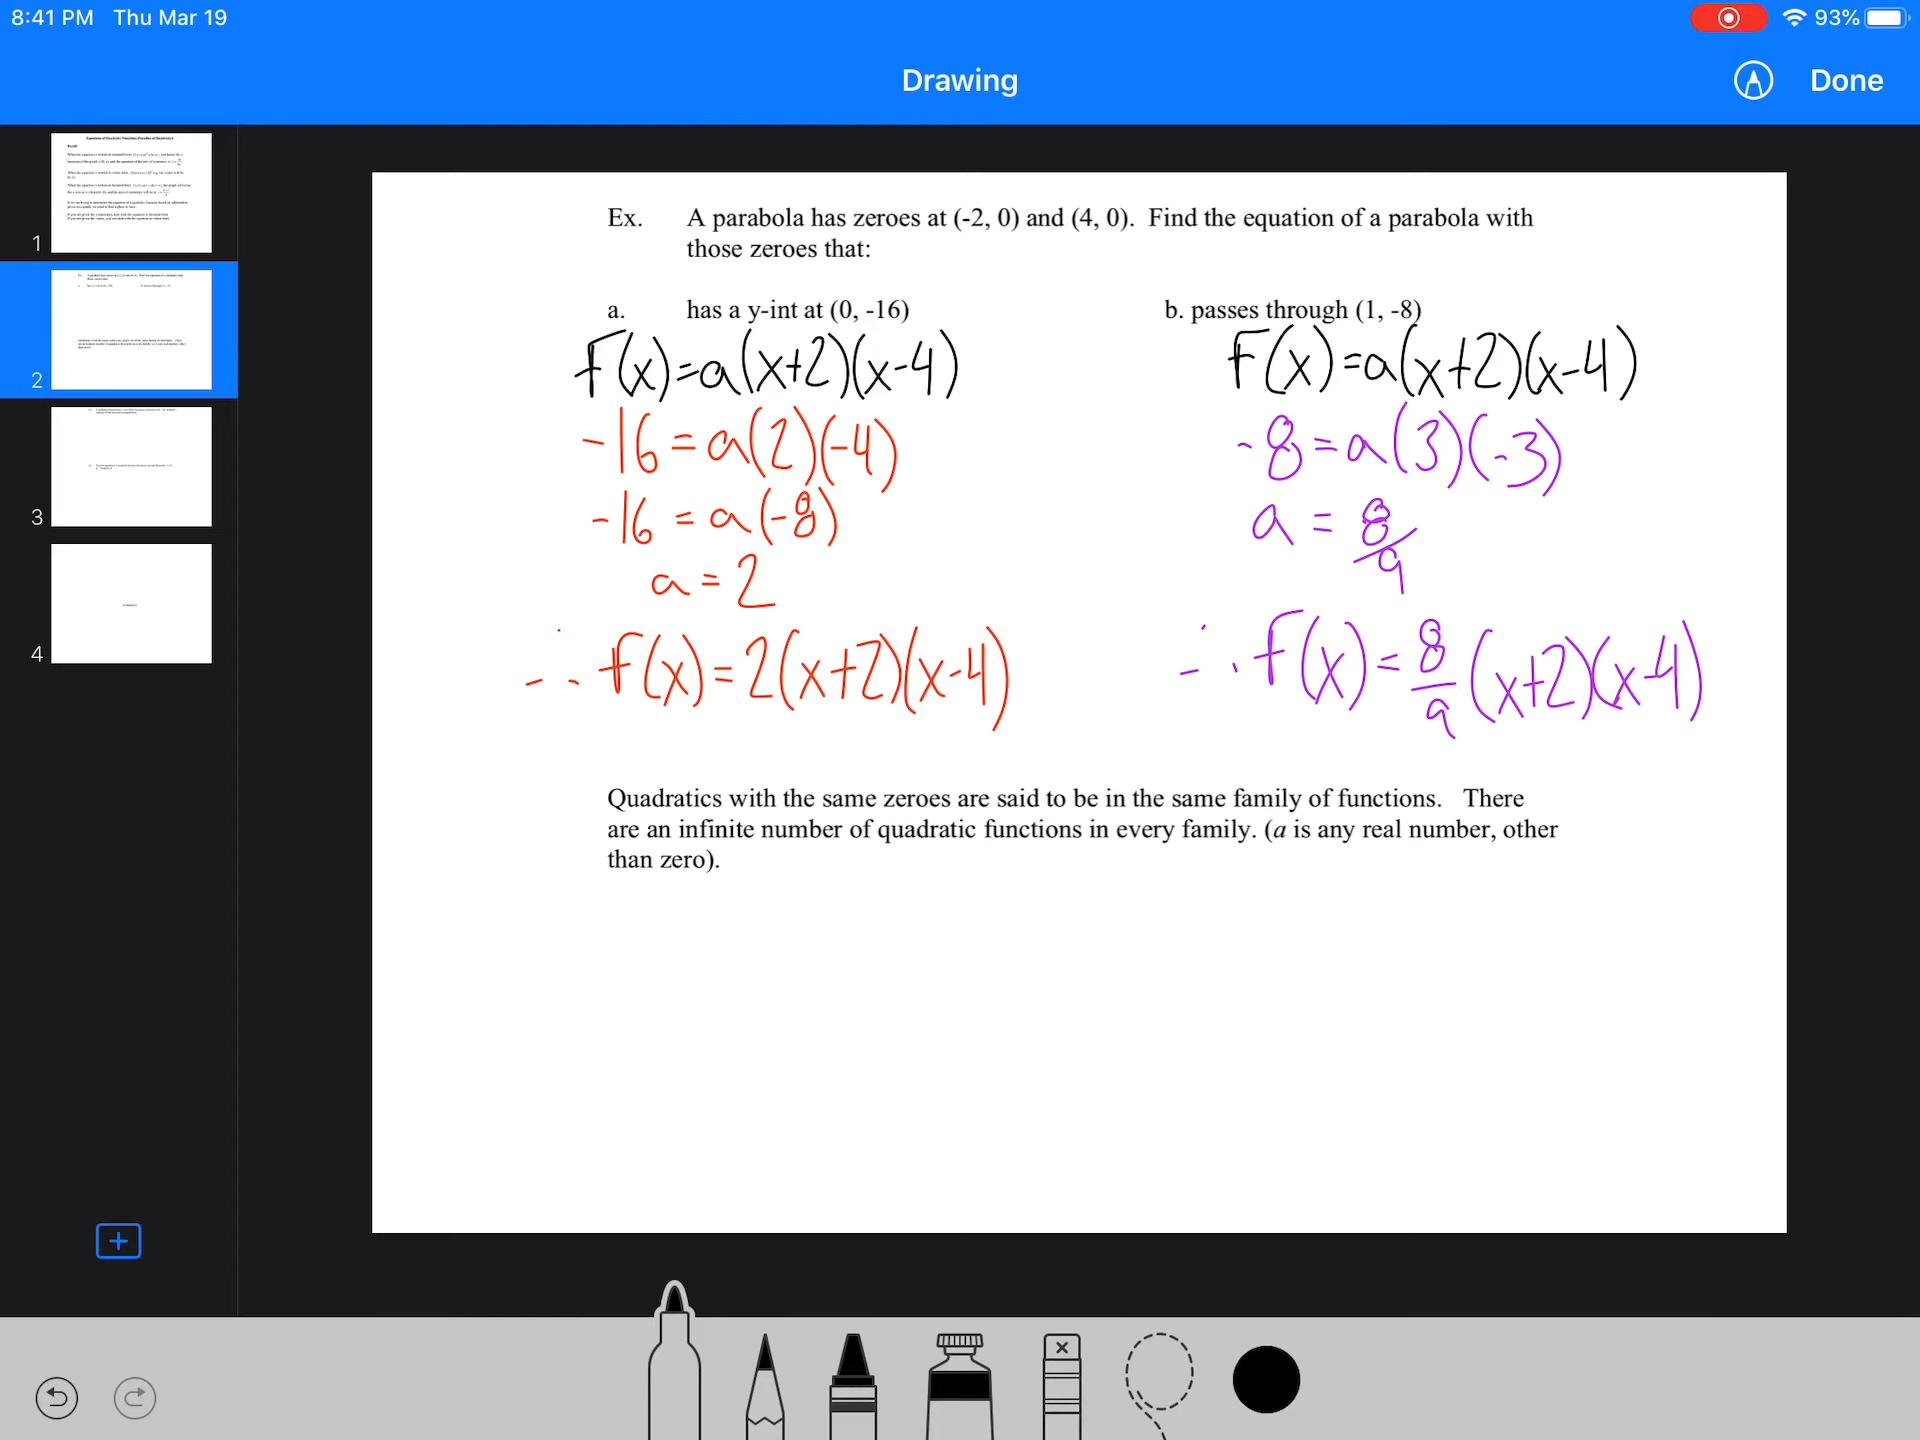 8:41 PM Thu Mar 19
93%
Drawing
Done
1
2
3
4
Ex. A parabola has zeroes at (-2, 0) and (4, 0). Find the equation of a parabola with
those zeroes that:
a. has a y-int at (0, -16)
b. passes through (1, -8)
f(x)=a(x+2)(x-4)
-16=a(2)(-4)
-16=a(-8)
a=2
∴ f(x)=2(x+2)(x-4)
f(x)=a(x+2)(x-4)
-8=a(3)(-3)
a=8/9
∴ f(x)=8/9(x+2)(x-4)
Quadratics with the same zeroes are said to be in the same family of functions. There
are an infinite number of quadratic functions in every family. (a is any real number, other
than zero).